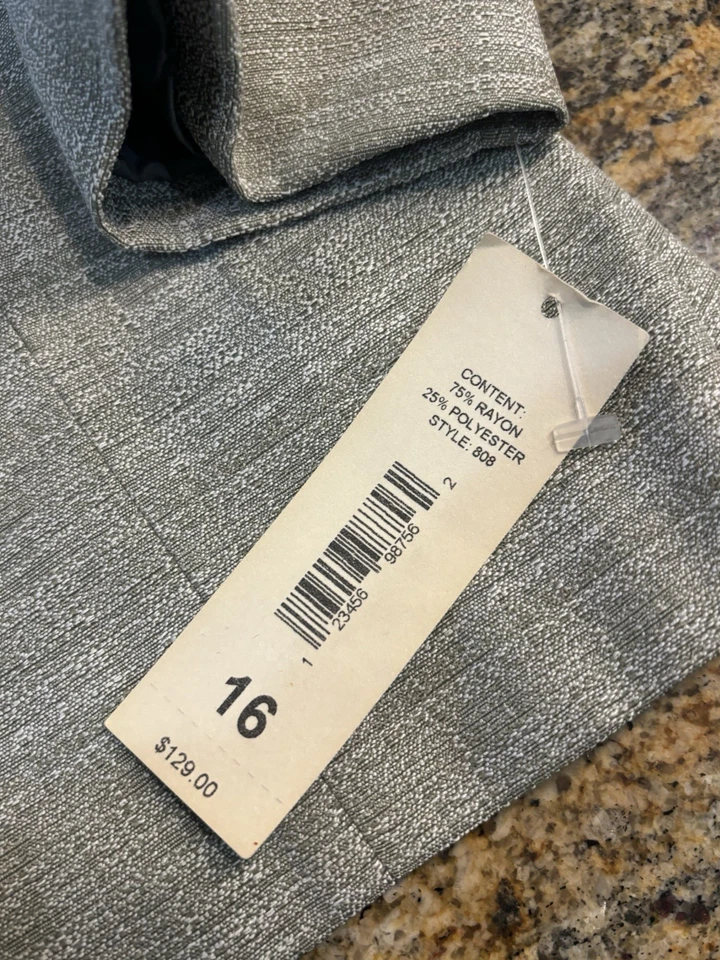 CONTENT:
75% RAYON
25% POLYESTER
STYLE: 808
1 23456 98756 2
16
$129.00